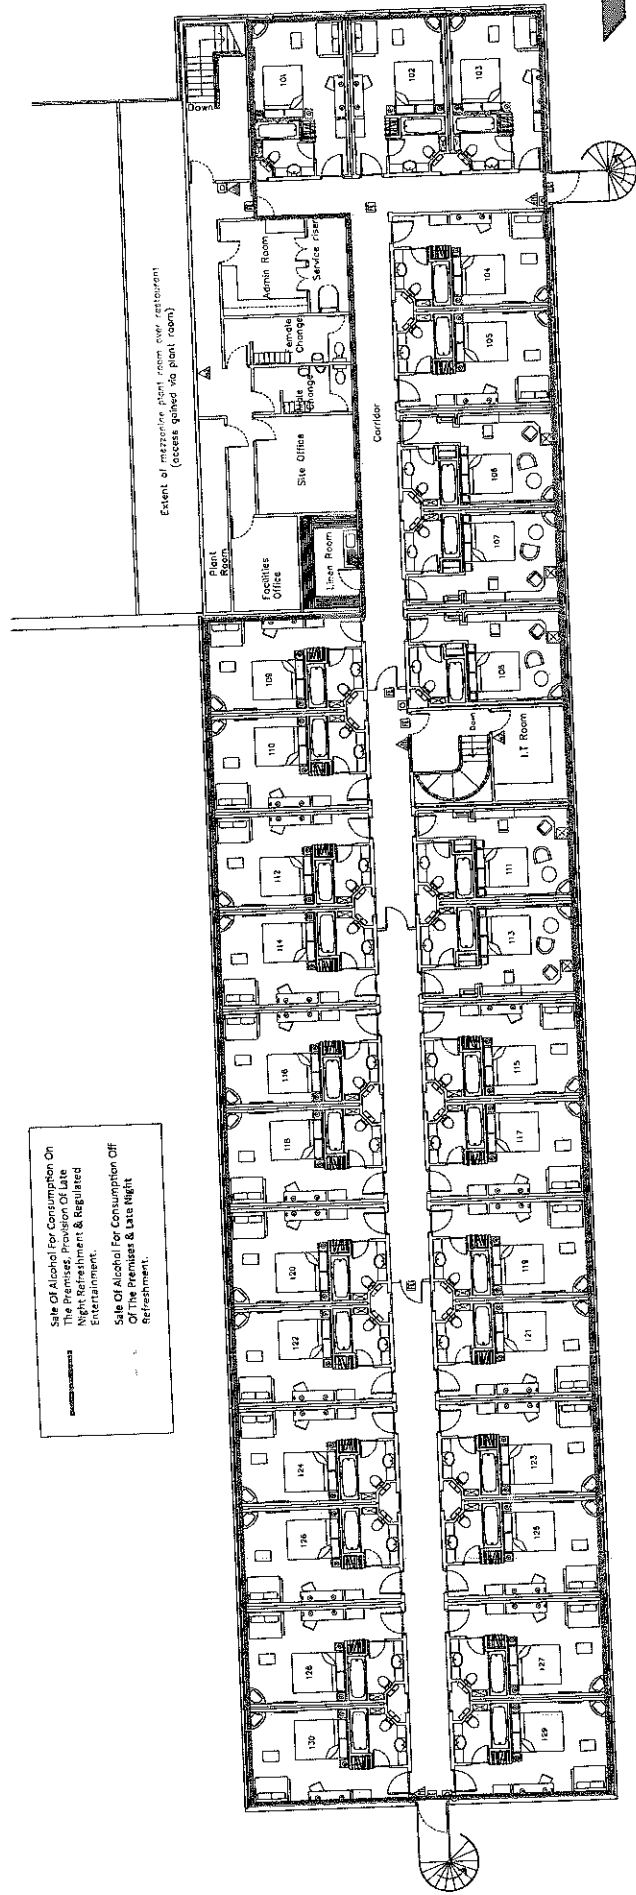 Down
101
102
103
Extent of mezzanine plant room over restaurant
(access gained via plant room)
Admin Room
Service riser
Female
Change
Male
Change
Site Office
Plant
Room
Facilities
Office
Linen Room
Corridor
104
105
106
107
108
109
110
Down
I.T Room
111
112
113
114
115
116
117
118
119
120
121
122
123
124
125
126
127
128
129
130
Sale Of Alcohol For Consumption On
The Premises, Provision Of Late
Night Refreshment & Regulated
Entertainment.
Sale Of Alcohol For Consumption Off
Of The Premises & Late Night
Refreshment.